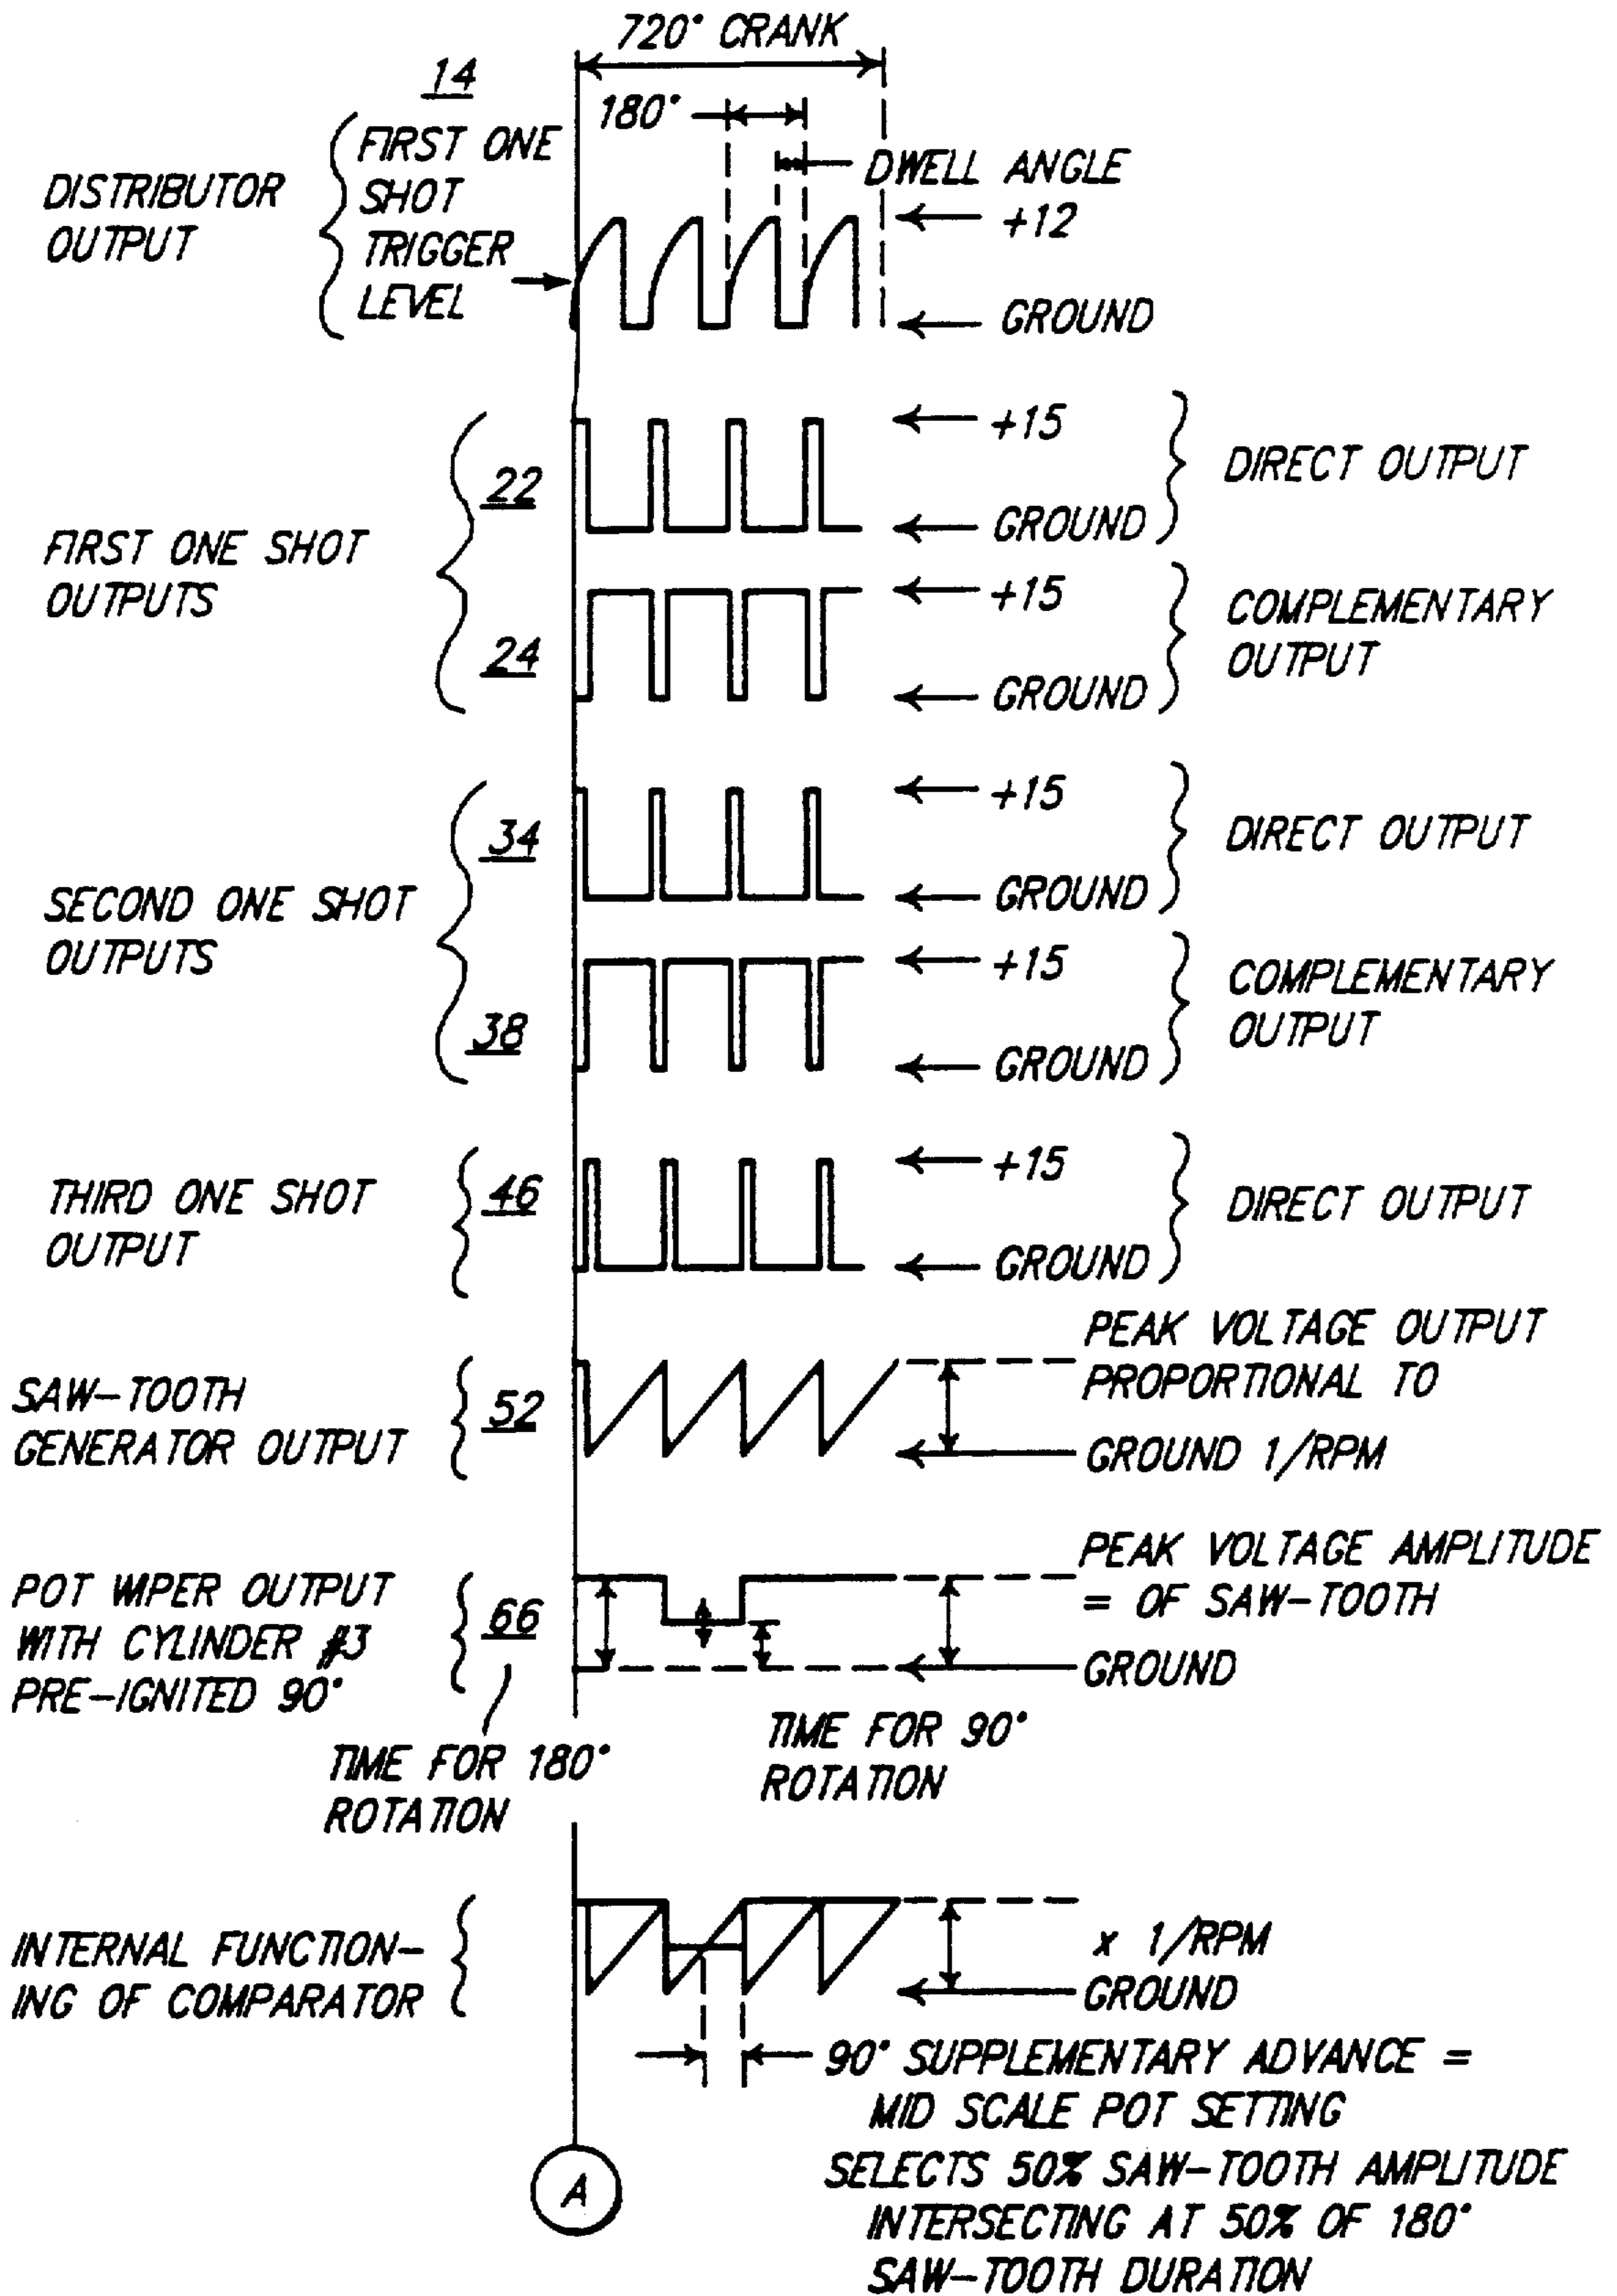 720° CRANK
14
180°
DWELL ANGLE
DISTRIBUTOR
OUTPUT
FIRST ONE
SHOT
TRIGGER
LEVEL
+12
GROUND
FIRST ONE SHOT
OUTPUTS
22
+15
GROUND
DIRECT OUTPUT
24
+15
GROUND
COMPLEMENTARY
OUTPUT
SECOND ONE SHOT
OUTPUTS
34
+15
GROUND
DIRECT OUTPUT
38
+15
GROUND
COMPLEMENTARY
OUTPUT
THIRD ONE SHOT
OUTPUT
46
+15
GROUND
DIRECT OUTPUT
SAW-TOOTH
GENERATOR OUTPUT
52
PEAK VOLTAGE OUTPUT
PROPORTIONAL TO
GROUND 1/RPM
POT WIPER OUTPUT
WITH CYLINDER #3
PRE-IGNITED 90°
66
PEAK VOLTAGE AMPLITUDE
= OF SAW-TOOTH
GROUND
TIME FOR 180°
ROTATION
TIME FOR 90°
ROTATION
INTERNAL FUNCTION-
ING OF COMPARATOR
x 1/RPM
GROUND
90° SUPPLEMENTARY ADVANCE =
MID SCALE POT SETTING
SELECTS 50% SAW-TOOTH AMPLITUDE
INTERSECTING AT 50% OF 180°
SAW-TOOTH DURATION
A